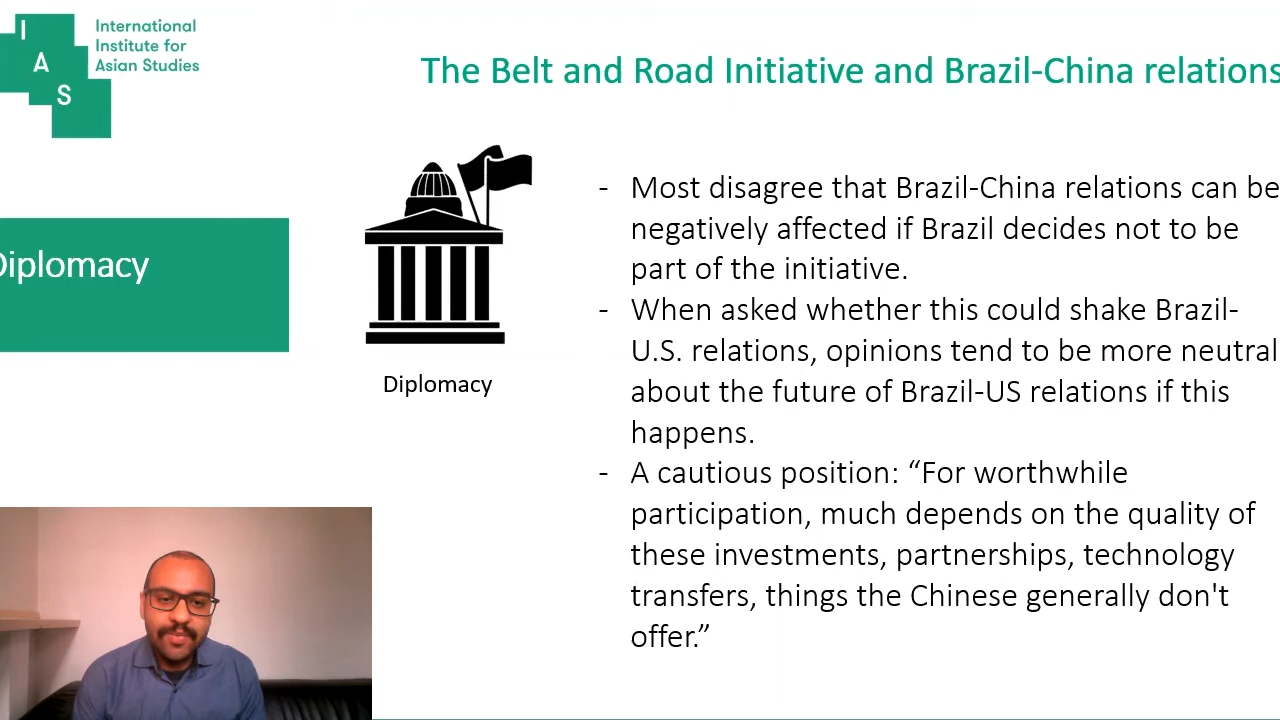 I
A
S
International
Institute for
Asian Studies
The Belt and Road Initiative and Brazil-China relations
Diplomacy
Diplomacy
- Most disagree that Brazil-China relations can be
negatively affected if Brazil decides not to be
part of the initiative.
- When asked whether this could shake Brazil-
U.S. relations, opinions tend to be more neutral
about the future of Brazil-US relations if this
happens.
- A cautious position: “For worthwhile
participation, much depends on the quality of
these investments, partnerships, technology
transfers, things the Chinese generally don't
offer.”